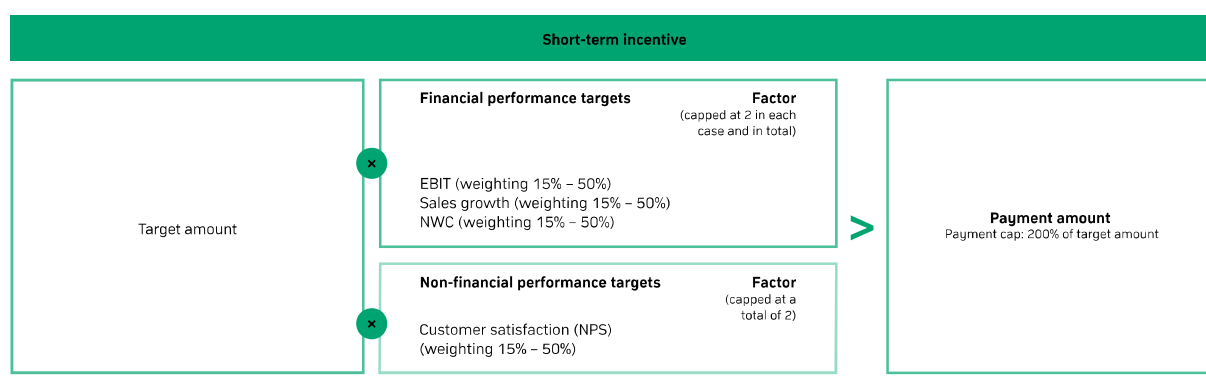 Short-term incentive
Target amount
×
Financial performance targets
Factor
(capped at 2 in each
case and in total)
EBIT (weighting 15% – 50%)
Sales growth (weighting 15% – 50%)
NWC (weighting 15% – 50%)
×
Non-financial performance targets
Factor
(capped at a
total of 2)
Customer satisfaction (NPS)
(weighting 15% – 50%)
>
Payment amount
Payment cap: 200% of target amount